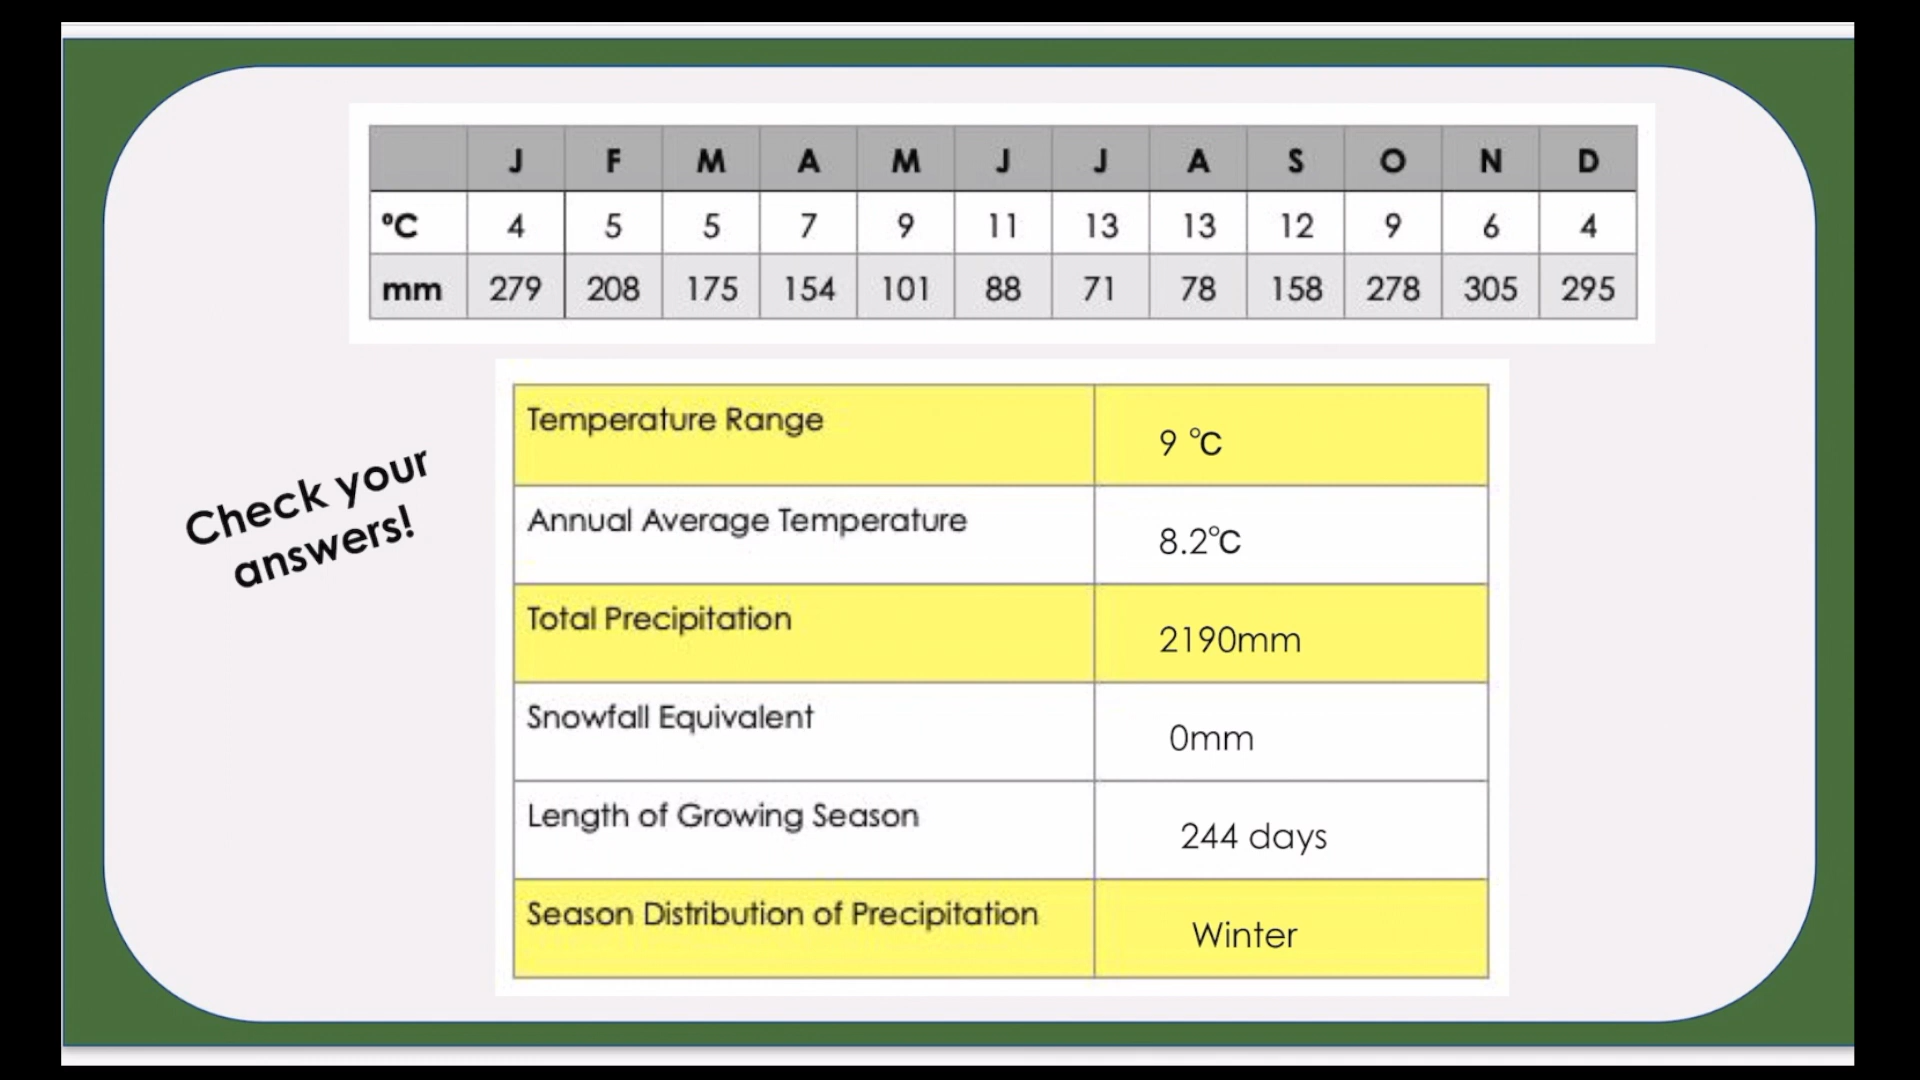 J F M A M J J A S O N D
ºC 4 5 5 7 9 11 13 13 12 9 6 4
mm 279 208 175 154 101 88 71 78 158 278 305 295
Check your
answers!
Temperature Range 9 ℃
Annual Average Temperature 8.2℃
Total Precipitation 2190mm
Snowfall Equivalent 0mm
Length of Growing Season 244 days
Season Distribution of Precipitation Winter